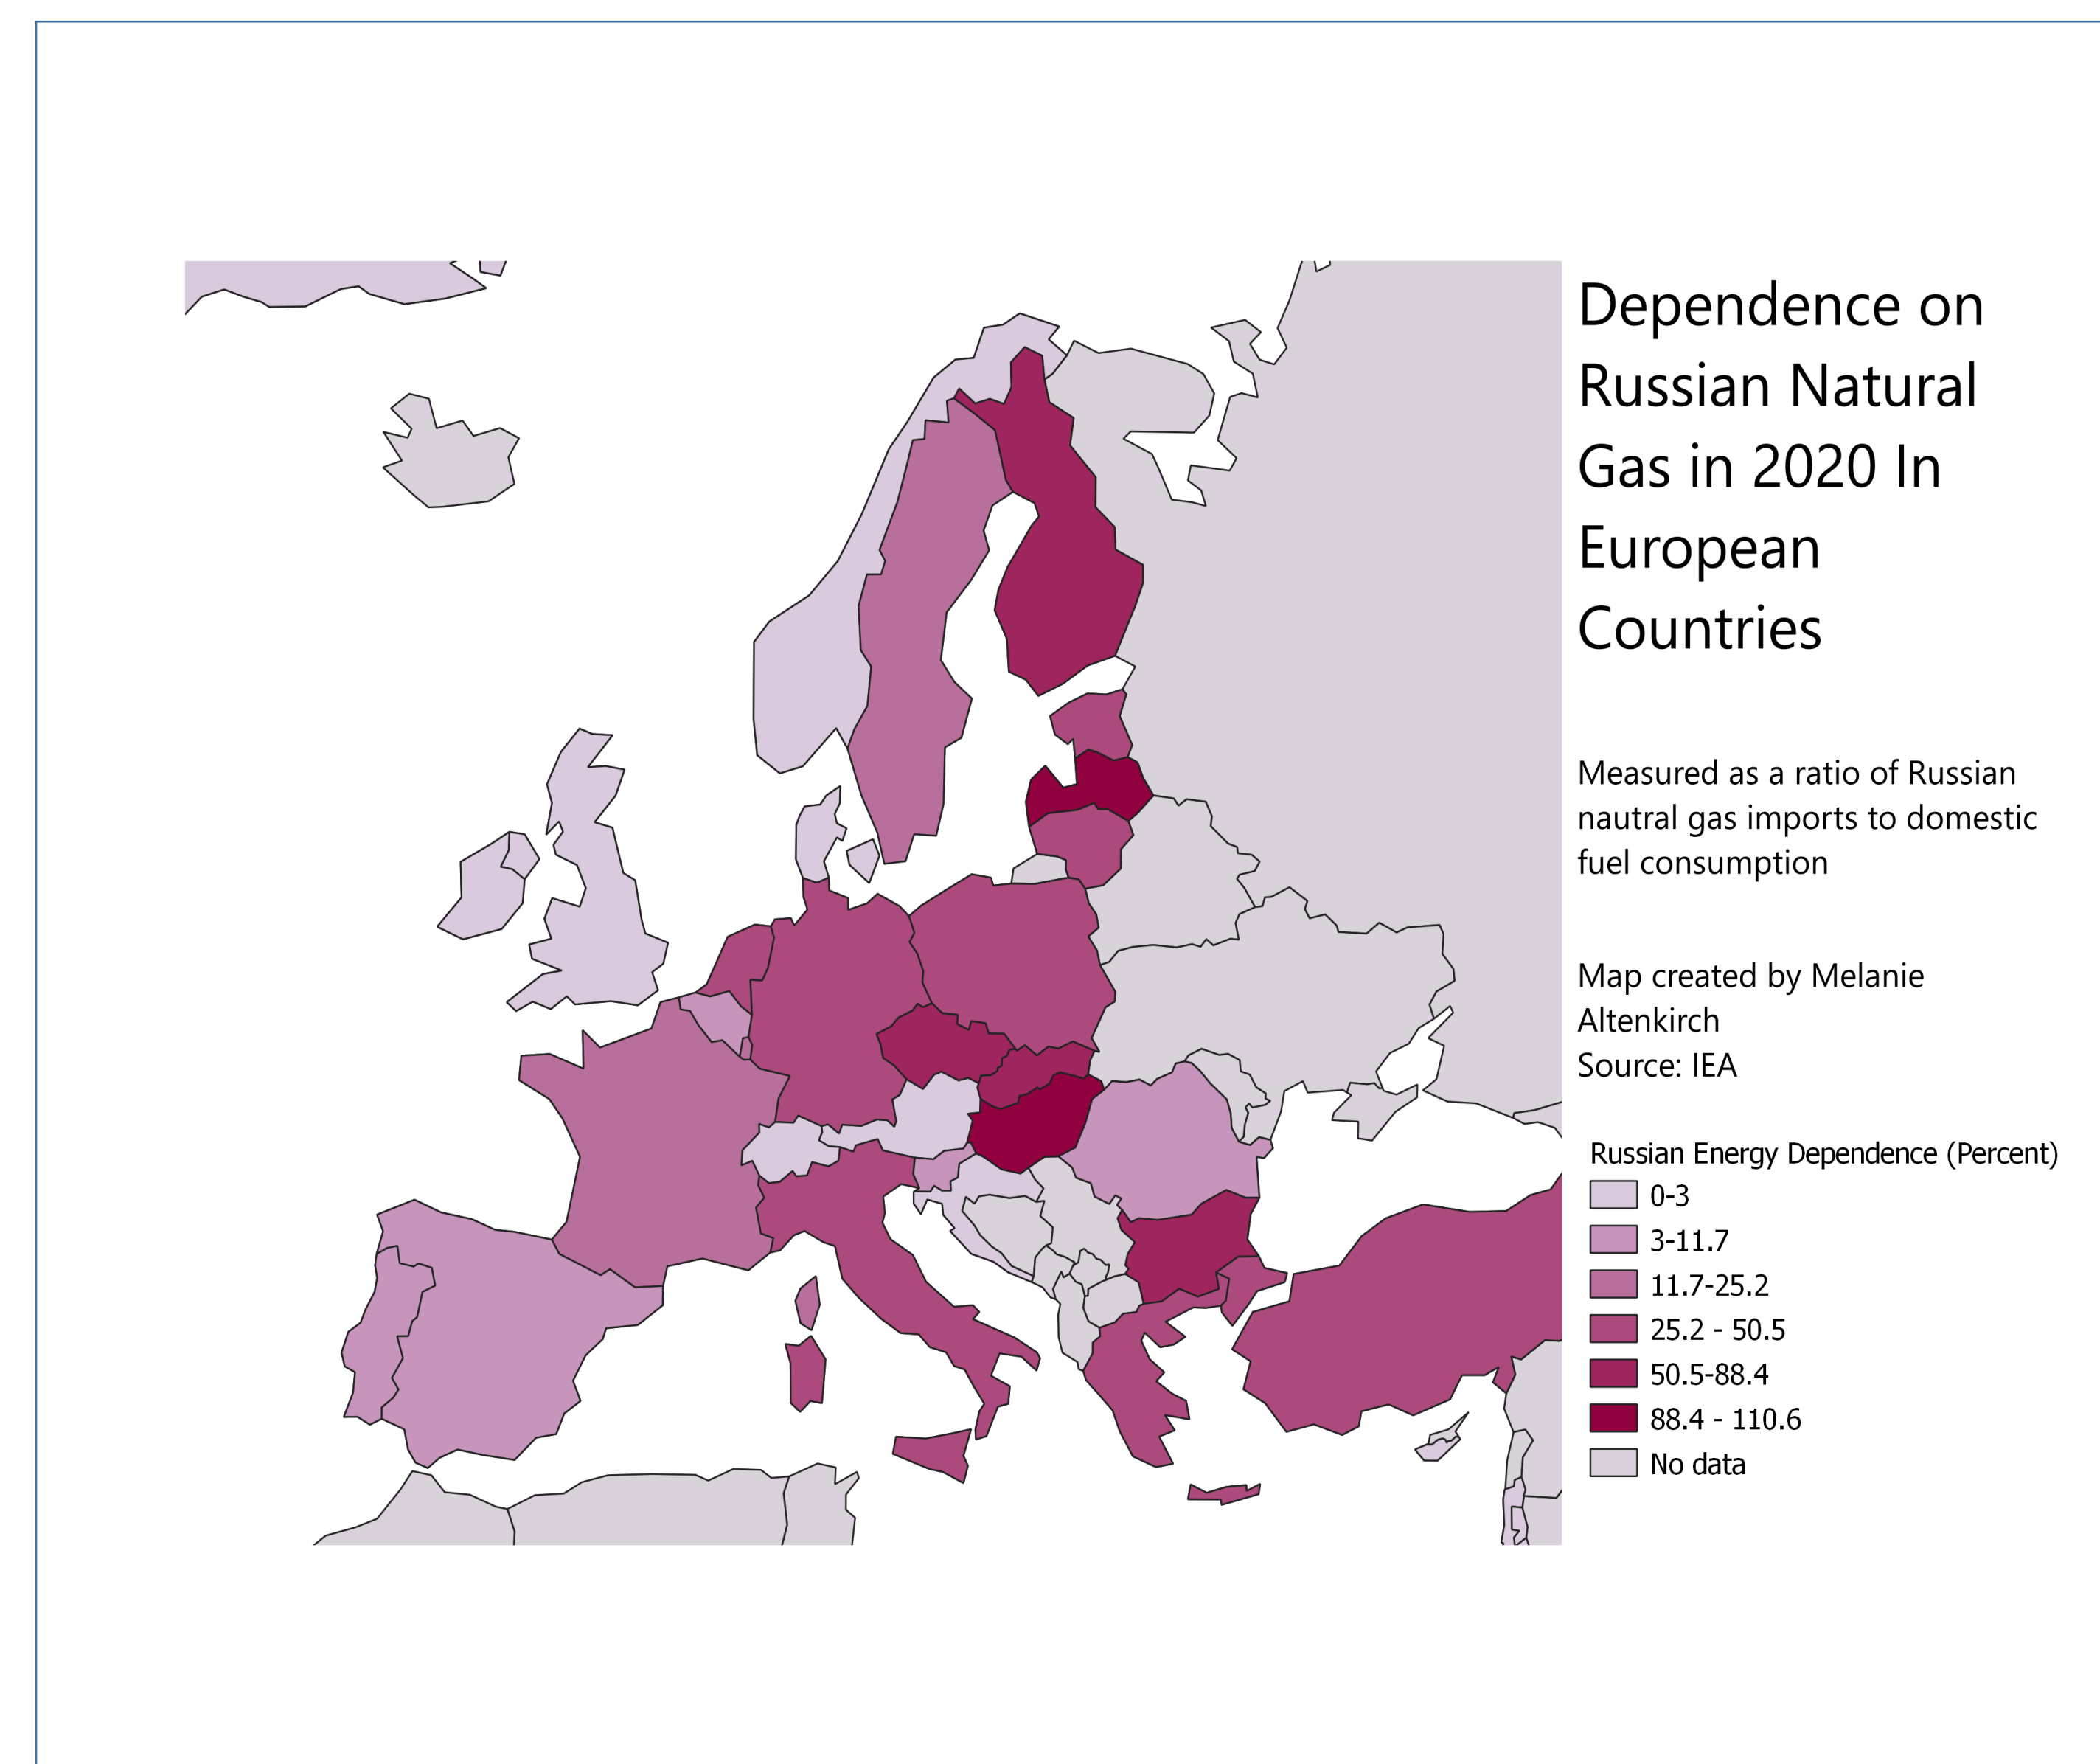 Dependence on
Russian Natural
Gas in 2020 In
European
Countries
Measured as a ratio of Russian
nautral gas imports to domestic
fuel consumption
Map created by Melanie
Altenkirch
Source: IEA
Russian Energy Dependence (Percent)
0-3
3-11.7
11.7-25.2
25.2 - 50.5
50.5-88.4
88.4 - 110.6
No data